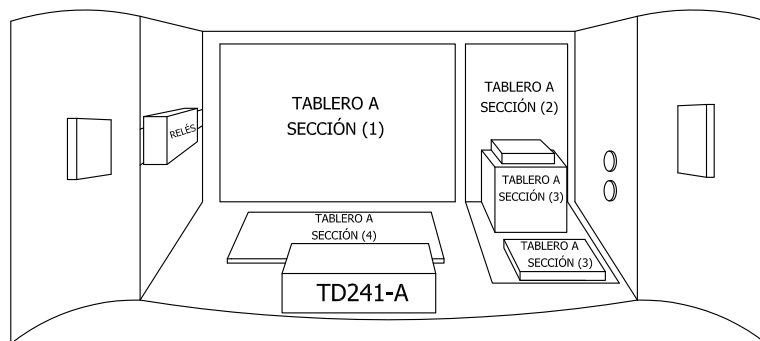 TABLERO A
SECCIÓN (1)
TABLERO A
SECCIÓN (2)
RELÉS
TABLERO A
SECCIÓN (3)
TABLERO A
SECCIÓN (4)
TABLERO A
SECCIÓN (3)
TD241-A